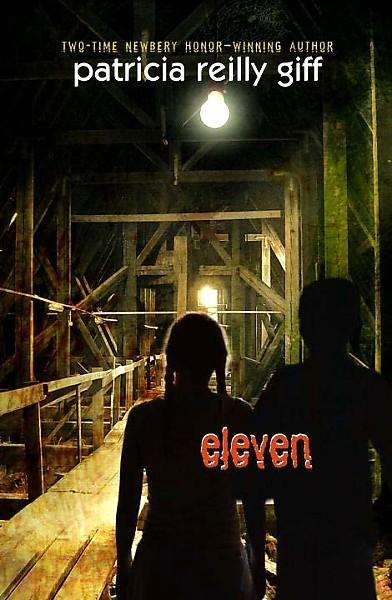 TWO-TIME NEWBERY HONOR-WINNING AUTHOR
patricia reilly giff
eleven